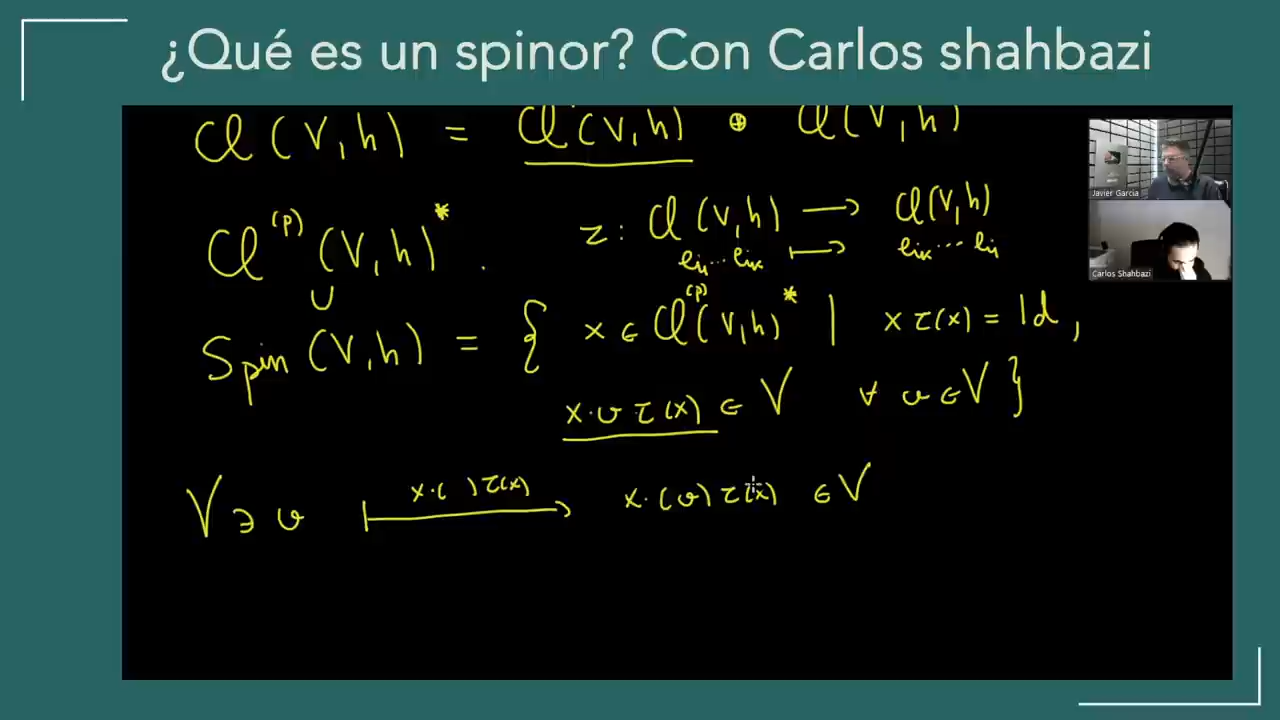 ¿Qué es un spinor? Con Carlos shahbazi
Cl (V,h) = Cl (V,h) ⊕ Cl (V,h)
Cl⁽ᵖ⁾ (V,h)* .
τ : Cl (V,h) ⟶ Cl (V,h)
e_i1 ... e_ik ⟼ e_ik ... e_i1
∪
Spin (V,h) = { x ∈ Cl⁽ᵖ⁾ (V,h)* | x τ(x) = Id ,
x · v τ(x) ∈ V ∀ v ∈ V }
V ∋ v ⟼ x · (v) τ(x) ∈ V
x · ( ) τ(x)
Javier Garcia
Carlos Shahbazi